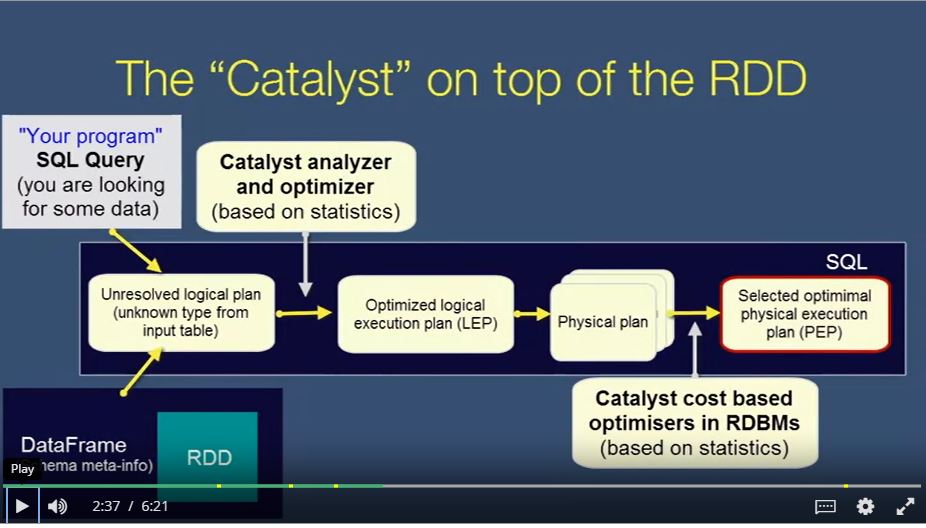 The “Catalyst” on top of the RDD
"Your program"
SQL Query
(you are looking
for some data)
Catalyst analyzer
and optimizer
(based on statistics)
SQL
Unresolved logical plan
(unknown type from
input table)
Optimized logical
execution plan (LEP)
Physical plan
Selected optimimal
physical execution
plan (PEP)
Catalyst cost based
optimisers in RDBMs
(based on statistics)
DataFrame
meta-info)
RDD
Play
2:37 / 6:21